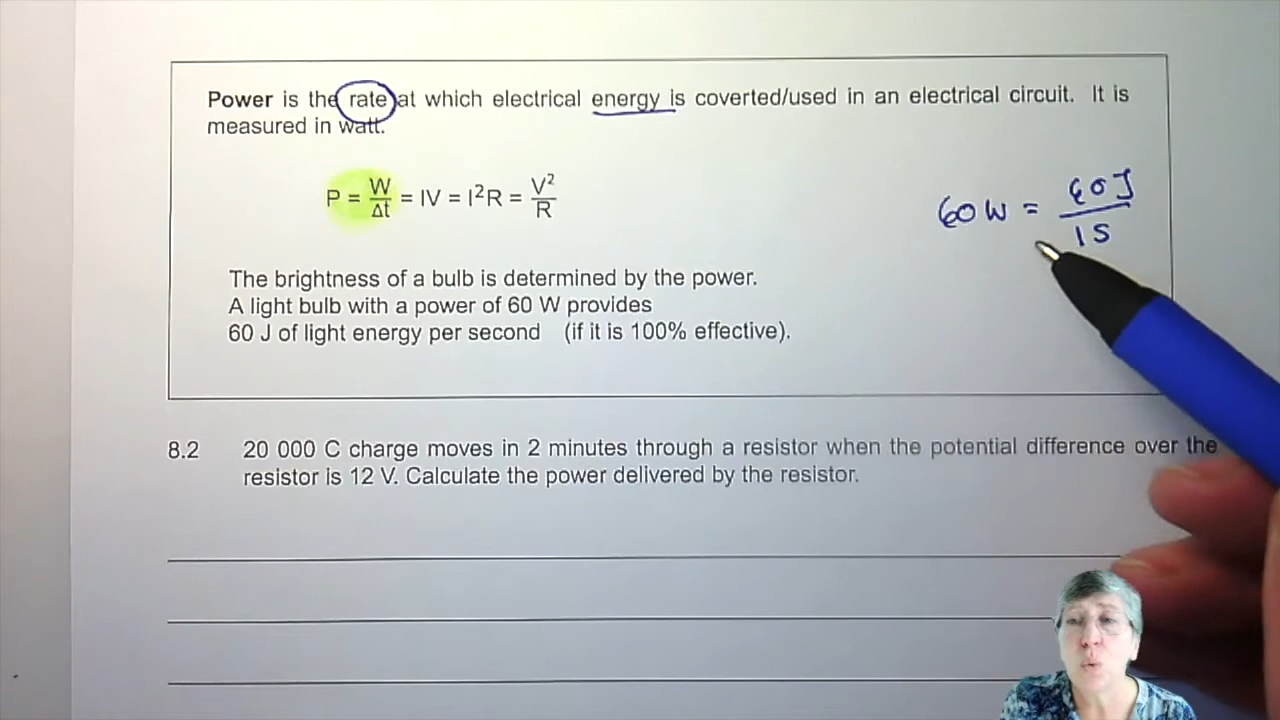 Power is the rate at which electrical energy is coverted/used in an electrical circuit. It is
measured in watt.
P = W/Δt = IV = I²R = V²/R
60W = 60J/1S
The brightness of a bulb is determined by the power.
A light bulb with a power of 60 W provides
60 J of light energy per second (if it is 100% effective).
8.2 20 000 C charge moves in 2 minutes through a resistor when the potential difference over the
resistor is 12 V. Calculate the power delivered by the resistor.